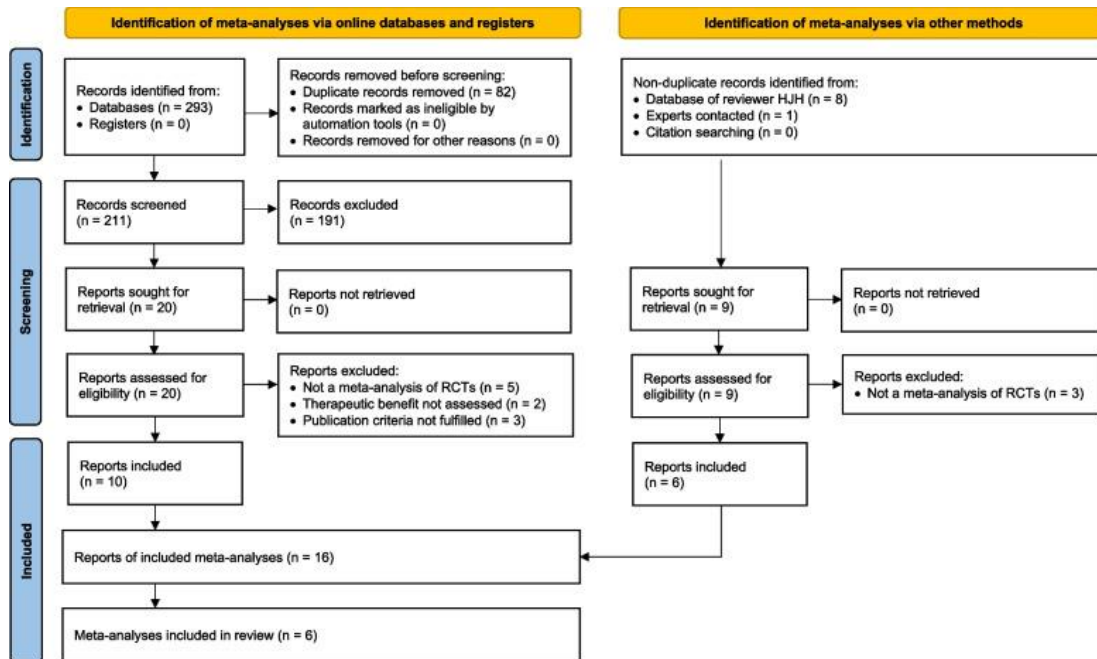 Identification of meta-analyses via online databases and registers
Identification of meta-analyses via other methods
Identification
Records identified from:
• Databases (n = 293)
• Registers (n = 0)
Records removed before screening:
• Duplicate records removed (n = 82)
• Records marked as ineligible by
automation tools (n = 0)
• Records removed for other reasons (n = 0)
Non-duplicate records identified from:
• Database of reviewer HJH (n = 8)
• Experts contacted (n = 1)
• Citation searching (n = 0)
Screening
Records screened
(n = 211)
Records excluded
(n = 191)
Reports sought for
retrieval (n = 20)
Reports not retrieved
(n = 0)
Reports sought for
retrieval (n = 9)
Reports not retrieved
(n = 0)
Reports assessed for
eligibility (n = 20)
Reports excluded:
• Not a meta-analysis of RCTs (n = 5)
• Therapeutic benefit not assessed (n = 2)
• Publication criteria not fulfilled (n = 3)
Reports assessed for
eligibility (n = 9)
Reports excluded:
• Not a meta-analysis of RCTs (n = 3)
Included
Reports included
(n = 10)
Reports included
(n = 6)
Reports of included meta-analyses (n = 16)
Meta-analyses included in review (n = 6)